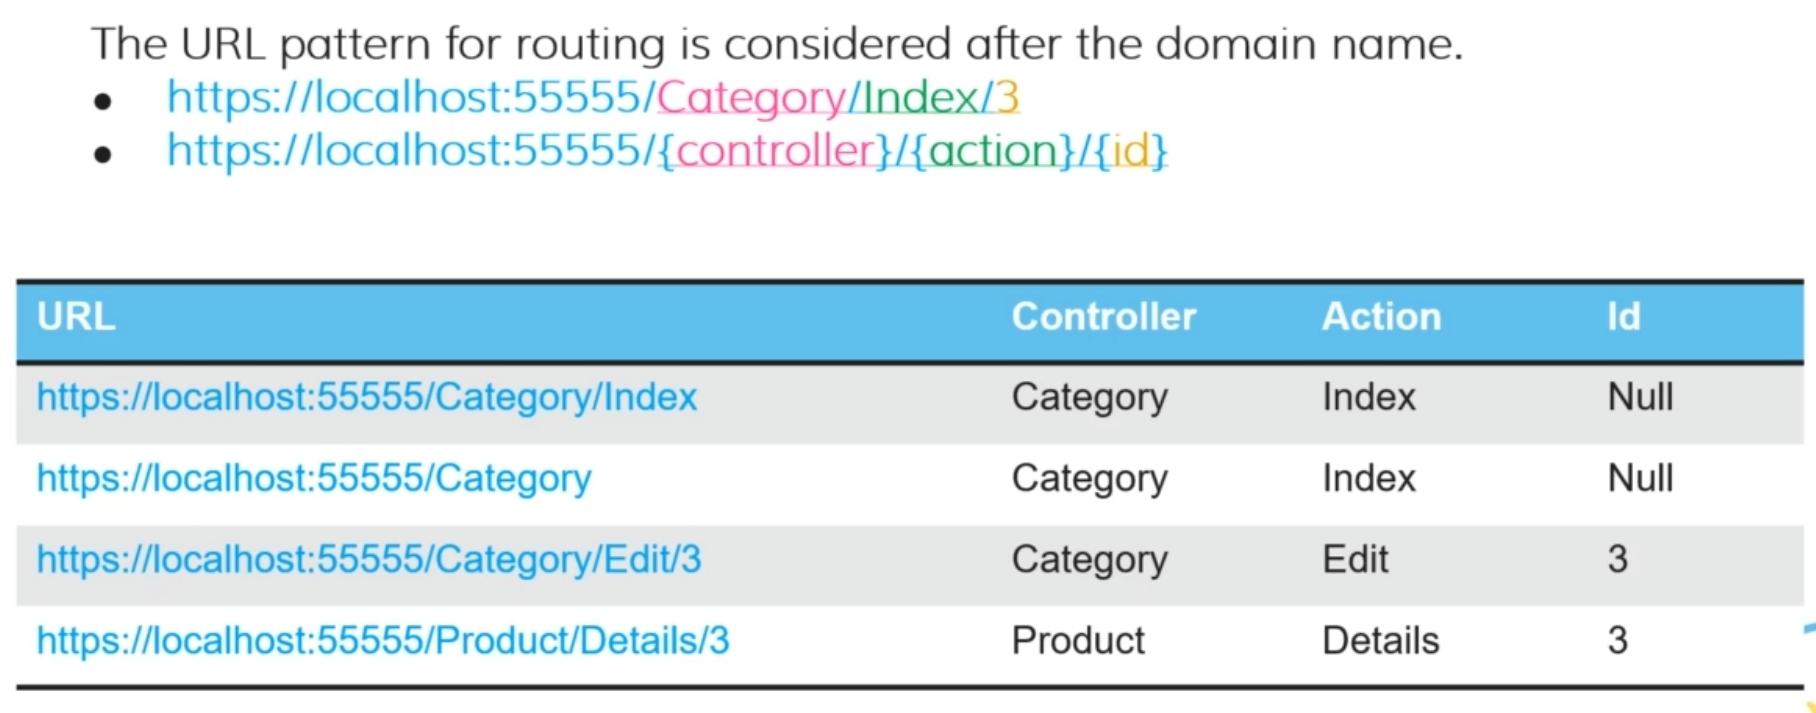 The URL pattern for routing is considered after the domain name.
• https://localhost:55555/Category/Index/3
• https://localhost:55555/{controller}/{action}/{id}
URL Controller Action Id
https://localhost:55555/Category/Index Category Index Null
https://localhost:55555/Category Category Index Null
https://localhost:55555/Category/Edit/3 Category Edit 3
https://localhost:55555/Product/Details/3 Product Details 3